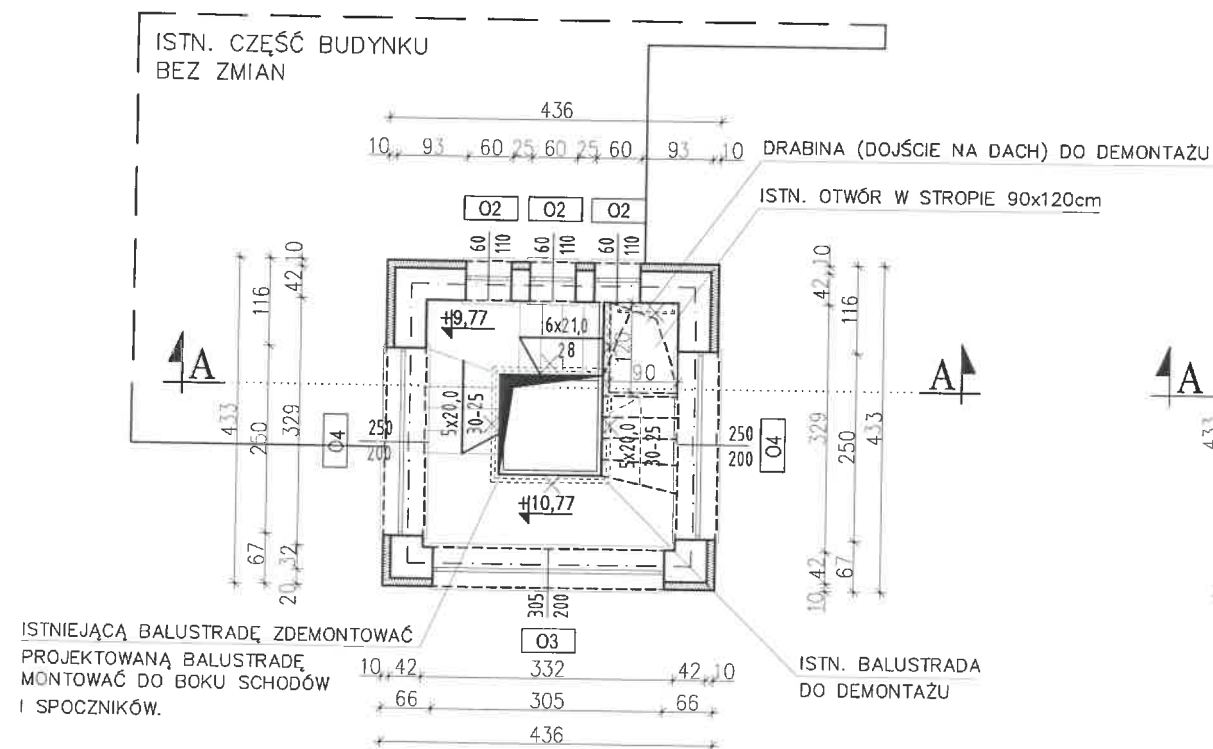 ISTN. CZĘŚĆ BUDYNKU
BEZ ZMIAN
436
10 93 60 25 60 25 60 93 10
DRABINA (DOJŚCIE NA DACH) DO DEMONTAŻU
ISTN. OTWÓR W STROPIE 90x120cm
O2 O2 O2
60 110 60 110 60 110
433
116 250 67
10 42 329 32 20
+9,77
6x21,0
28
120
90
A A A
5x20,0
30-25
5x20,0
30-25
O4
250
200
250
200
O4
+10,77
10 42 329 42 10
116 250 67
433
433
305
200
O3
ISTNIEJĄCĄ BALUSTRADĘ ZDEMONTOWAĆ
PROJEKTOWANĄ BALUSTRADĘ
MONTOWAĆ DO BOKU SCHODÓW
I SPOCZNIKÓW.
10 42 332 42 10
66 305 66
436
ISTN. BALUSTRADA
DO DEMONTAŻU